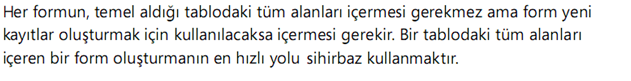 Her formun, temel aldığı tablodaki tüm alanları içermesi gerekmez ama form yeni
kayıtlar oluşturmak için kullanılacaksa içermesi gerekir. Bir tablodaki tüm alanları
içeren bir form oluşturmanın en hızlı yolu sihirbaz kullanmaktır.